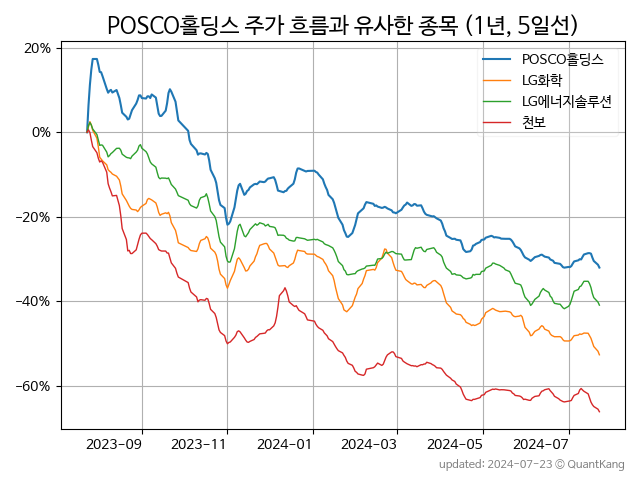 POSCO홀딩스 주가 흐름과 유사한 종목 (1년, 5일선)
20%
0%
−20%
−40%
−60%
POSCO홀딩스
LG화학
LG에너지솔루션
천보
2023-09
2023-11
2024-01
2024-03
2024-05
2024-07
updated: 2024-07-23 © QuantKang